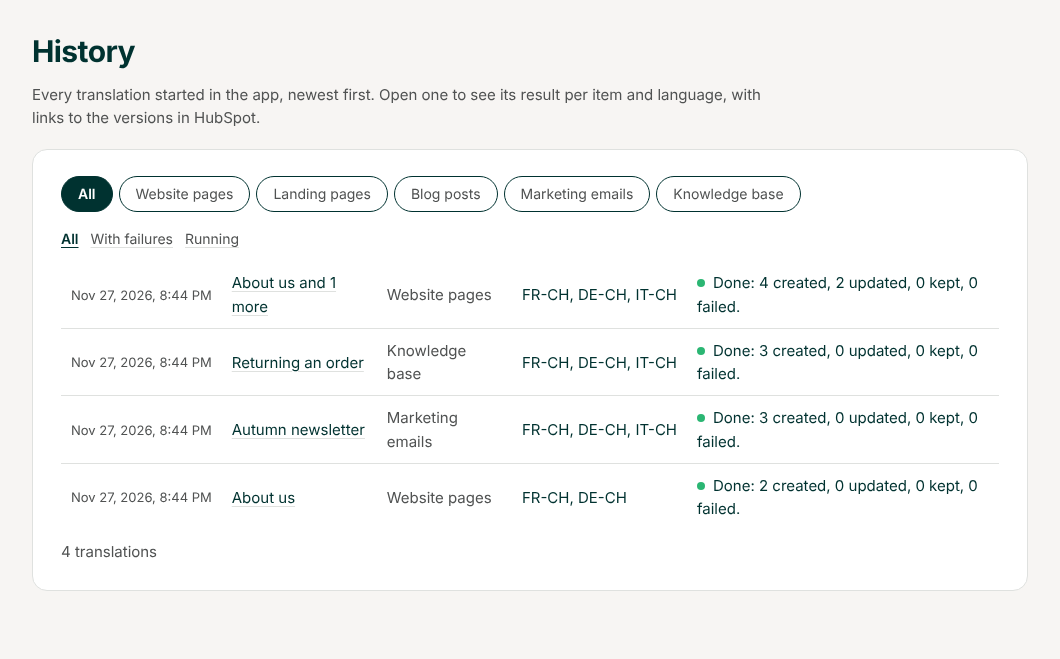 History
Every translation started in the app, newest first. Open one to see its result per item and language, with
links to the versions in HubSpot.
All Website pages Landing pages Blog posts Marketing emails Knowledge base
All With failures Running
Nov 27, 2026, 8:44 PM About us and 1 more Website pages FR-CH, DE-CH, IT-CH Done: 4 created, 2 updated, 0 kept, 0 failed.
Nov 27, 2026, 8:44 PM Returning an order Knowledge base FR-CH, DE-CH, IT-CH Done: 3 created, 0 updated, 0 kept, 0 failed.
Nov 27, 2026, 8:44 PM Autumn newsletter Marketing emails FR-CH, DE-CH, IT-CH Done: 3 created, 0 updated, 0 kept, 0 failed.
Nov 27, 2026, 8:44 PM About us Website pages FR-CH, DE-CH Done: 2 created, 0 updated, 0 kept, 0 failed.
4 translations